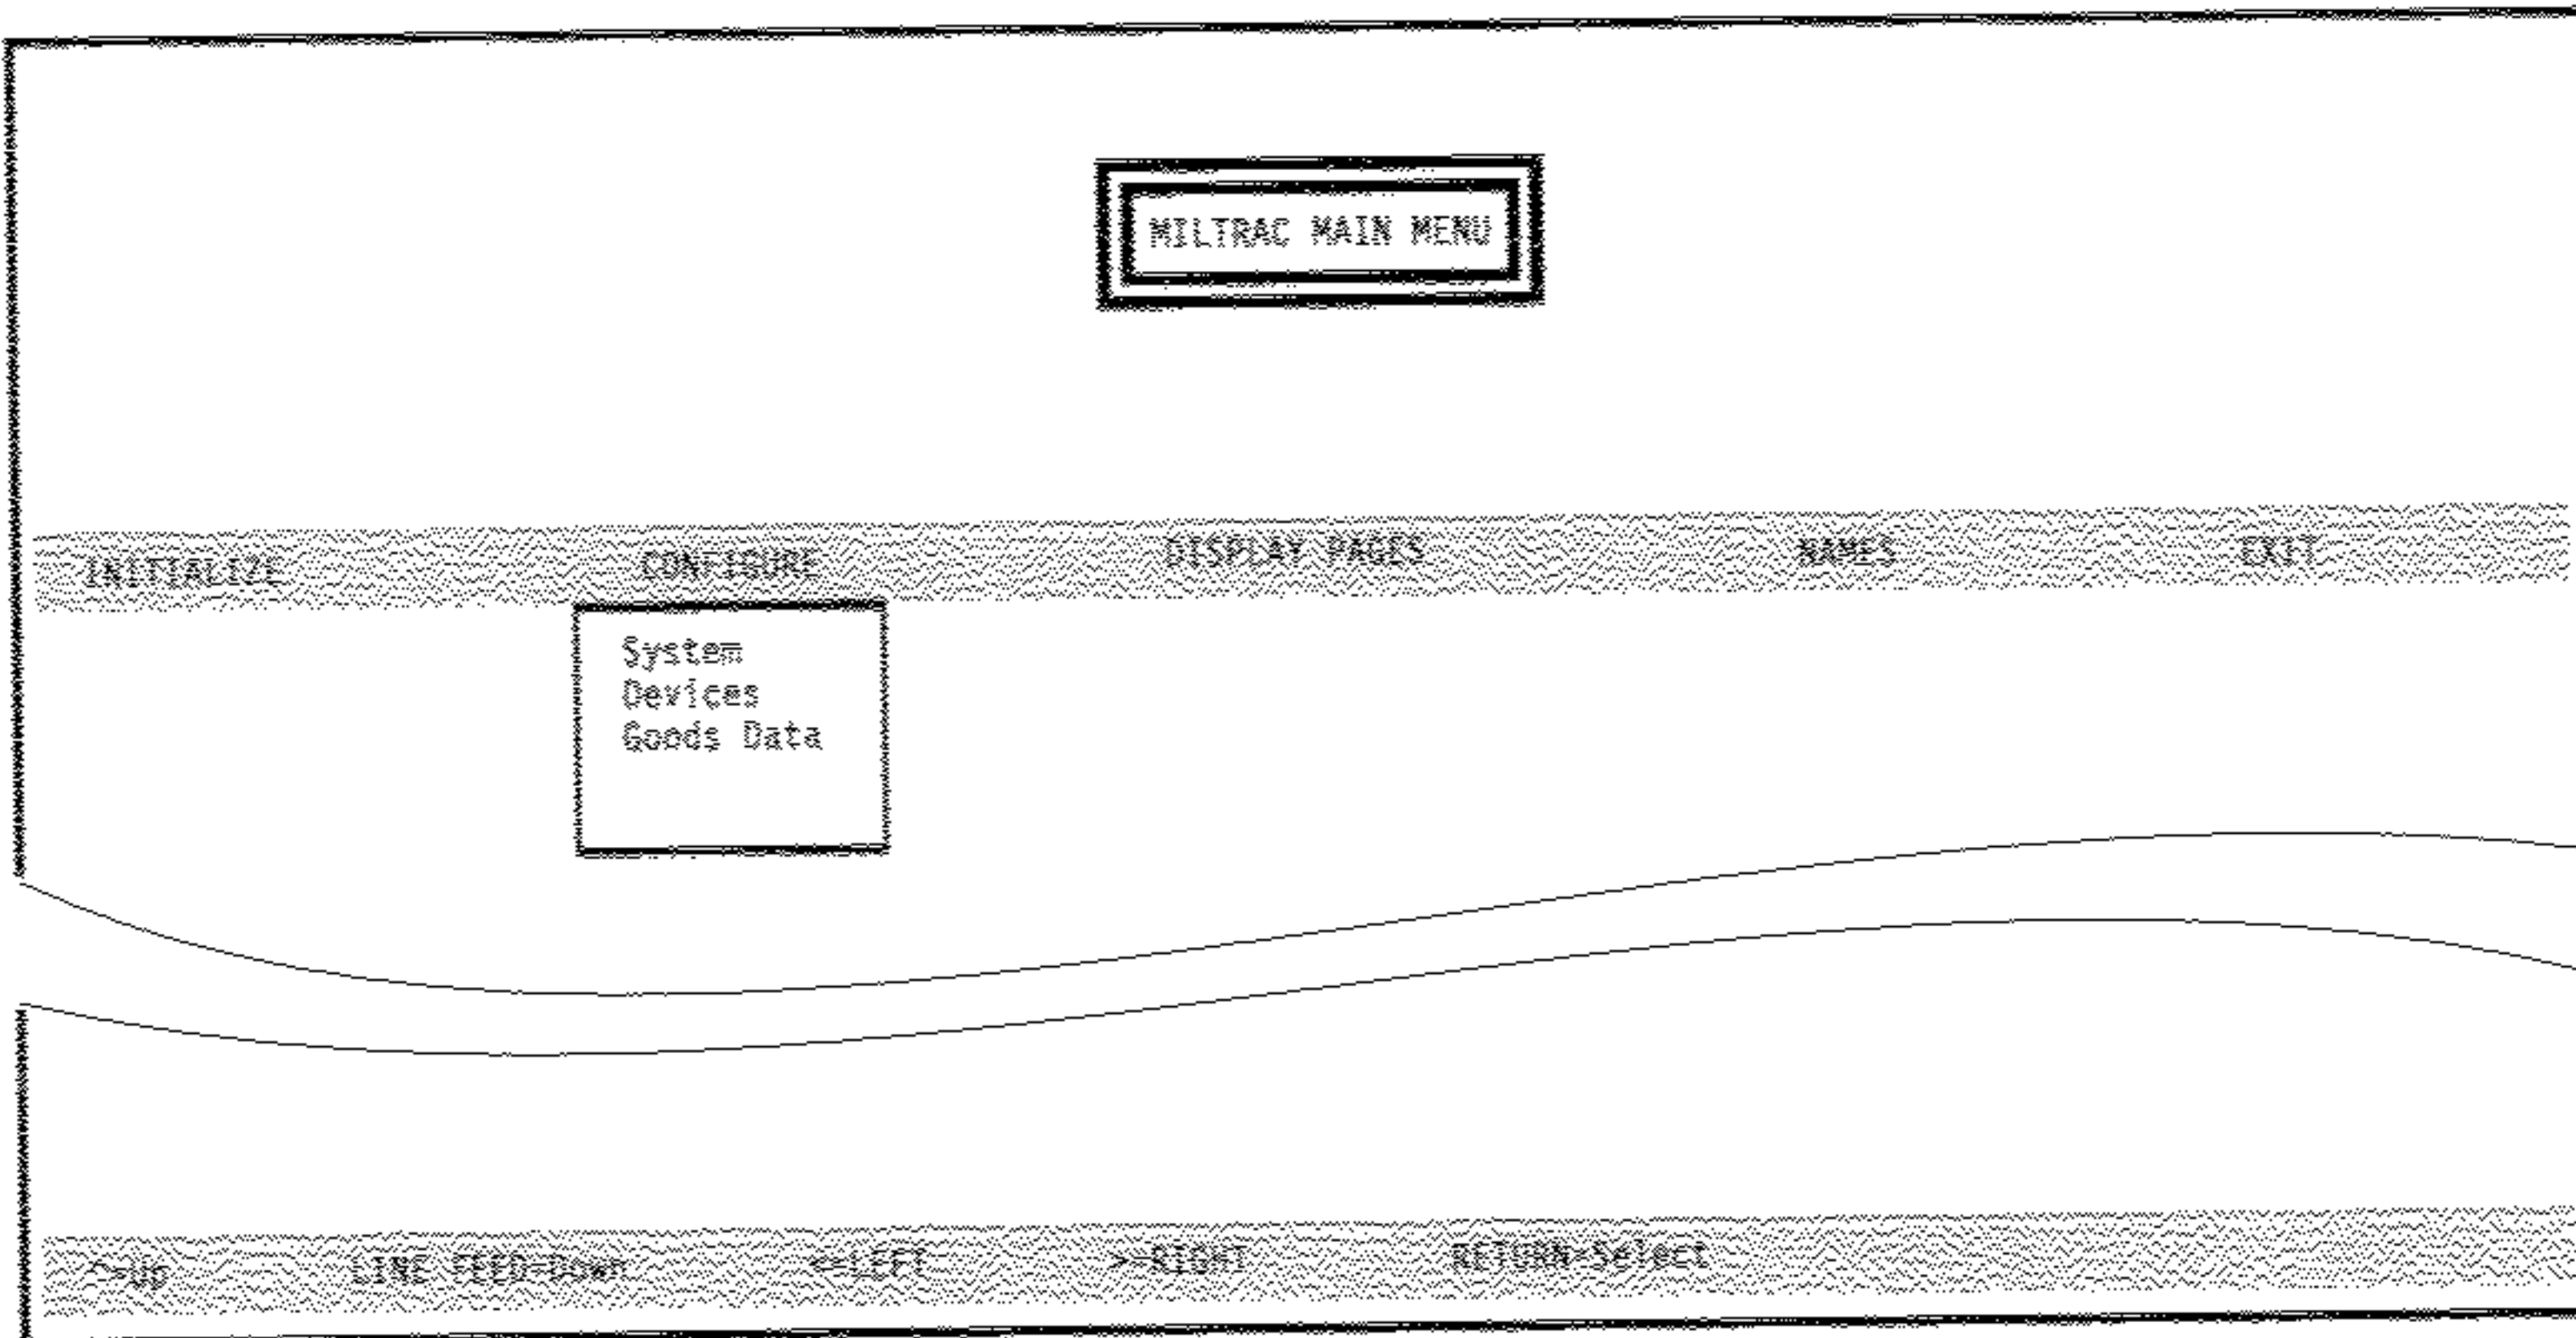 MILTRAC MAIN MENU
INITIALIZE CONFIGURE DISPLAY PAGES NAMES EXIT
System
Devices
Goods Data
^=Up LINE FEED=Down <=LEFT >=RIGHT RETURN=Select